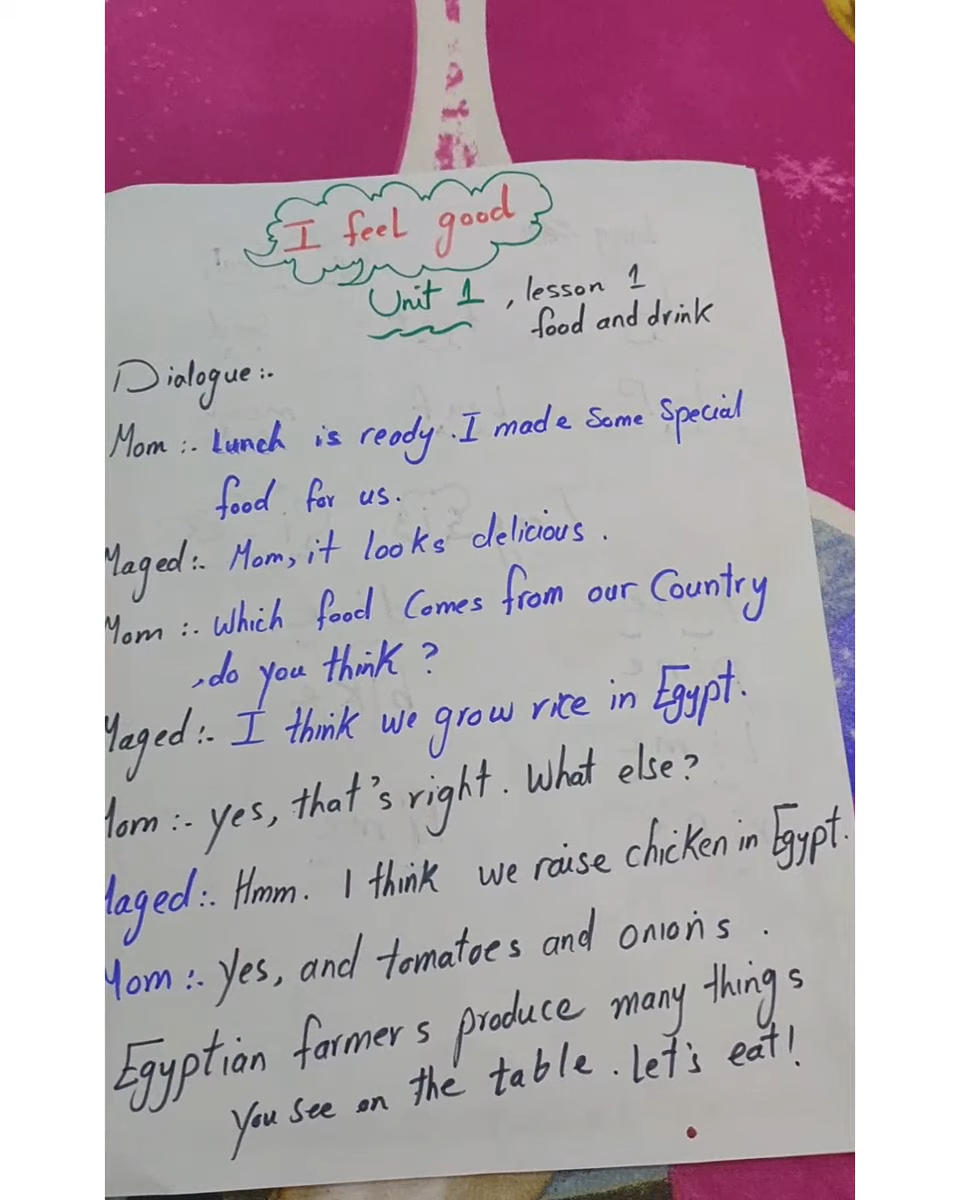 I feel good
Unit 1 , lesson 1
food and drink
Dialogue :-
Mom :- Lunch is ready. I made Some Special
food for us.
Maged :- Mom, it looks delicious.
Mom :- Which food Comes from our Country
,do you think ?
Maged :- I think we grow rice in Egypt.
Mom :- yes, that's right. What else?
Maged :- Hmm. I think we raise chicken in Egypt.
Mom :- Yes, and tomatoes and onions .
Egyptian farmers produce many things
you see on the table. Let's eat!